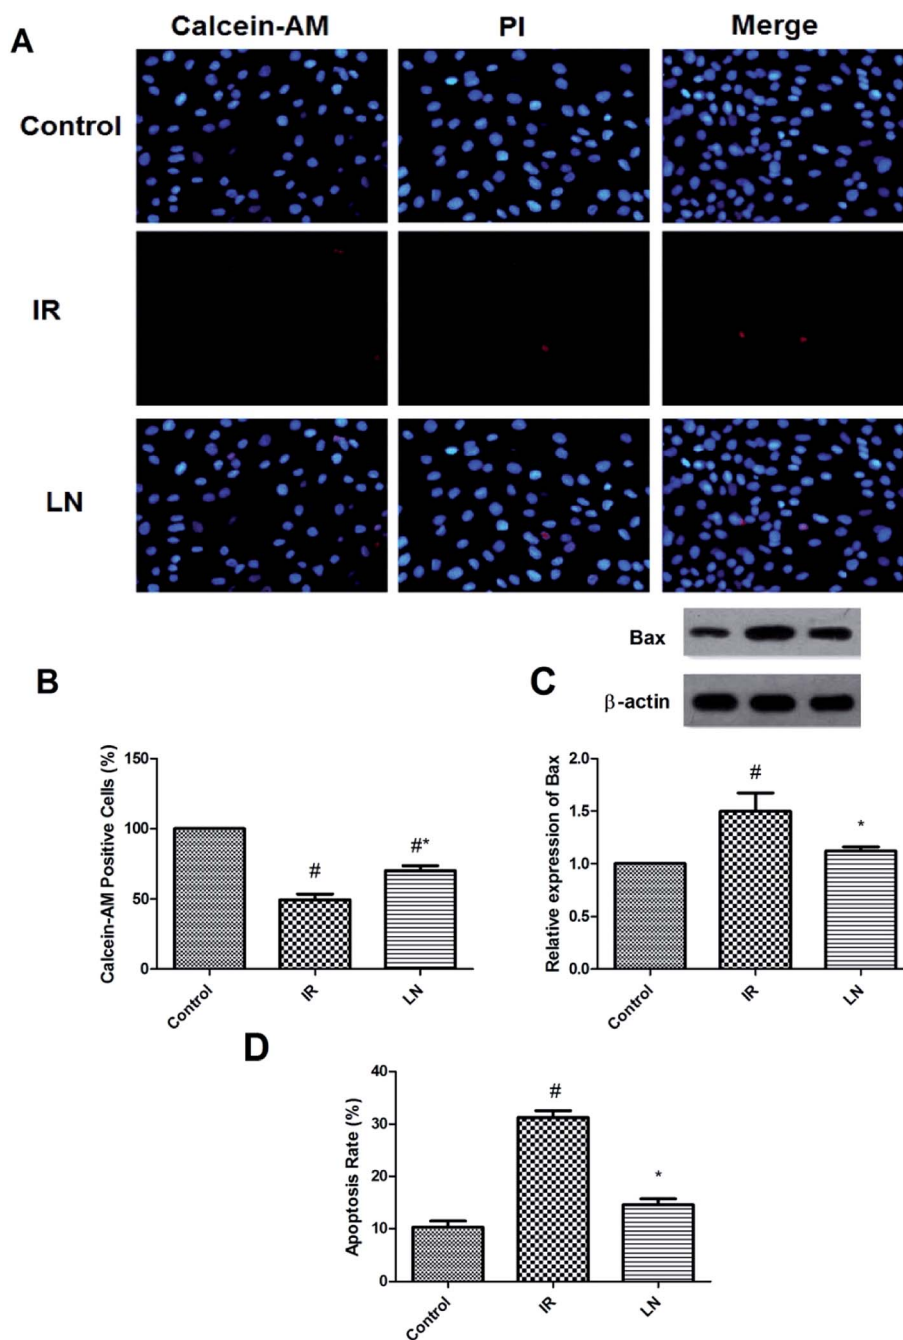 A
Calcein-AM PI Merge
Control
IR
LN
Bax
β-actin
B
Calcein-AM Positive Cells (%)
150
100
50
0
#
#*
Control IR LN
C
Relative expression of Bax
2.0
1.5
1.0
0.5
0.0
#
*
Control IR LN
D
Apoptosis Rate (%)
40
30
20
10
0
#
*
Control IR LN